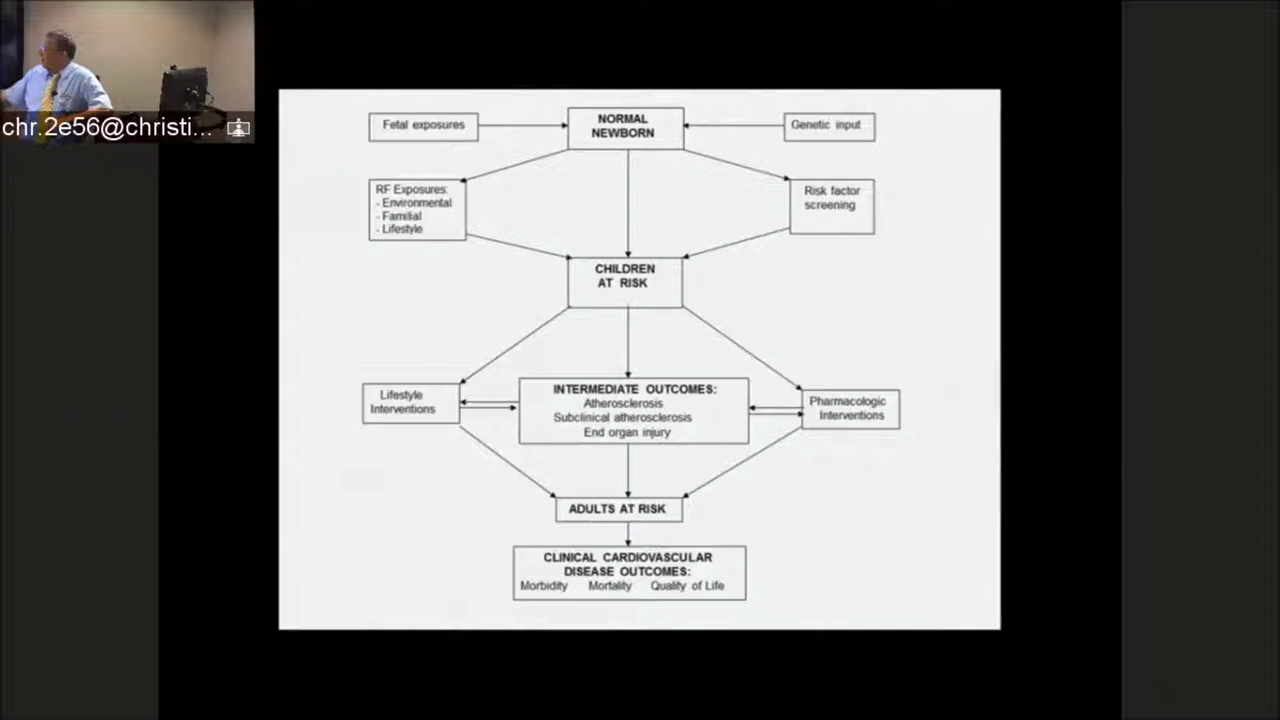 chr.2e56@christi...
Fetal exposures
NORMAL
NEWBORN
Genetic input
RF Exposures:
- Environmental
- Familial
- Lifestyle
Risk factor
screening
CHILDREN
AT RISK
Lifestyle
Interventions
INTERMEDIATE OUTCOMES:
Atherosclerosis
Subclinical atherosclerosis
End organ injury
Pharmacologic
Interventions
ADULTS AT RISK
CLINICAL CARDIOVASCULAR
DISEASE OUTCOMES:
Morbidity Mortality Quality of Life